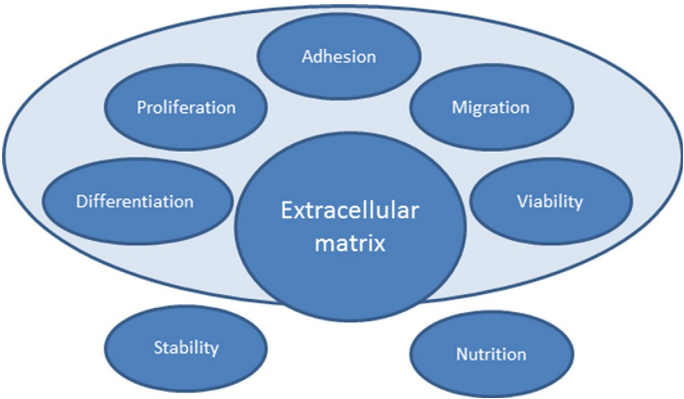 Adhesion
Proliferation
Migration
Differentiation
Viability
Extracellular
matrix
Stability
Nutrition